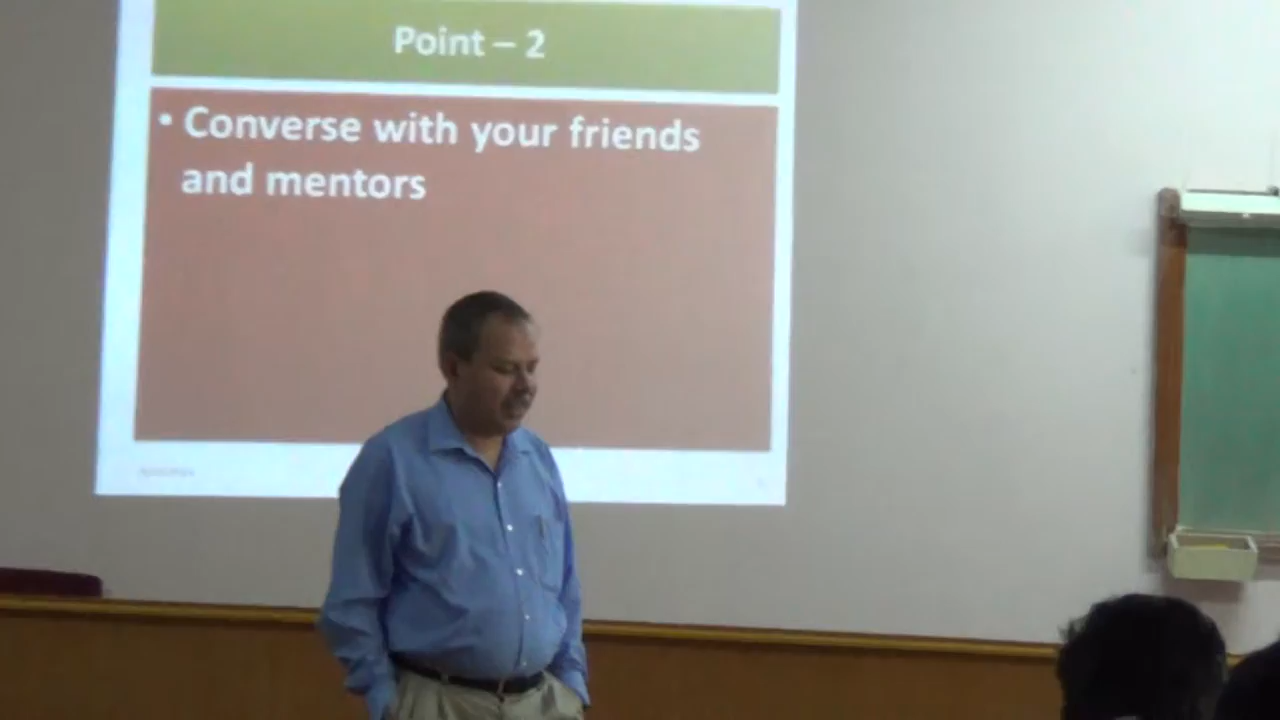 Point – 2
• Converse with your friends
and mentors